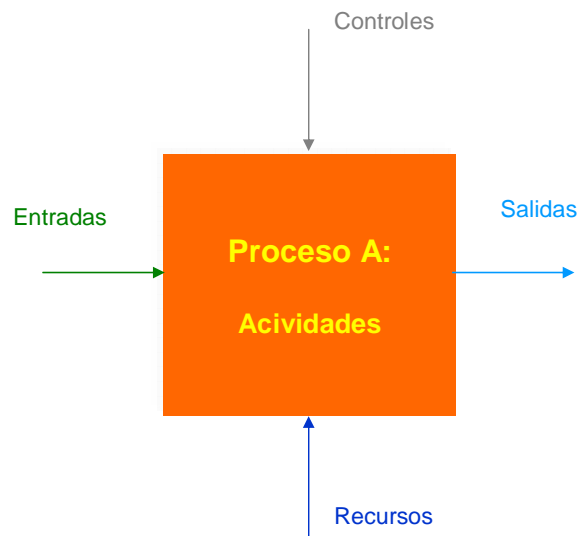 Controles
Entradas
Salidas
Proceso A:
Acividades
Recursos